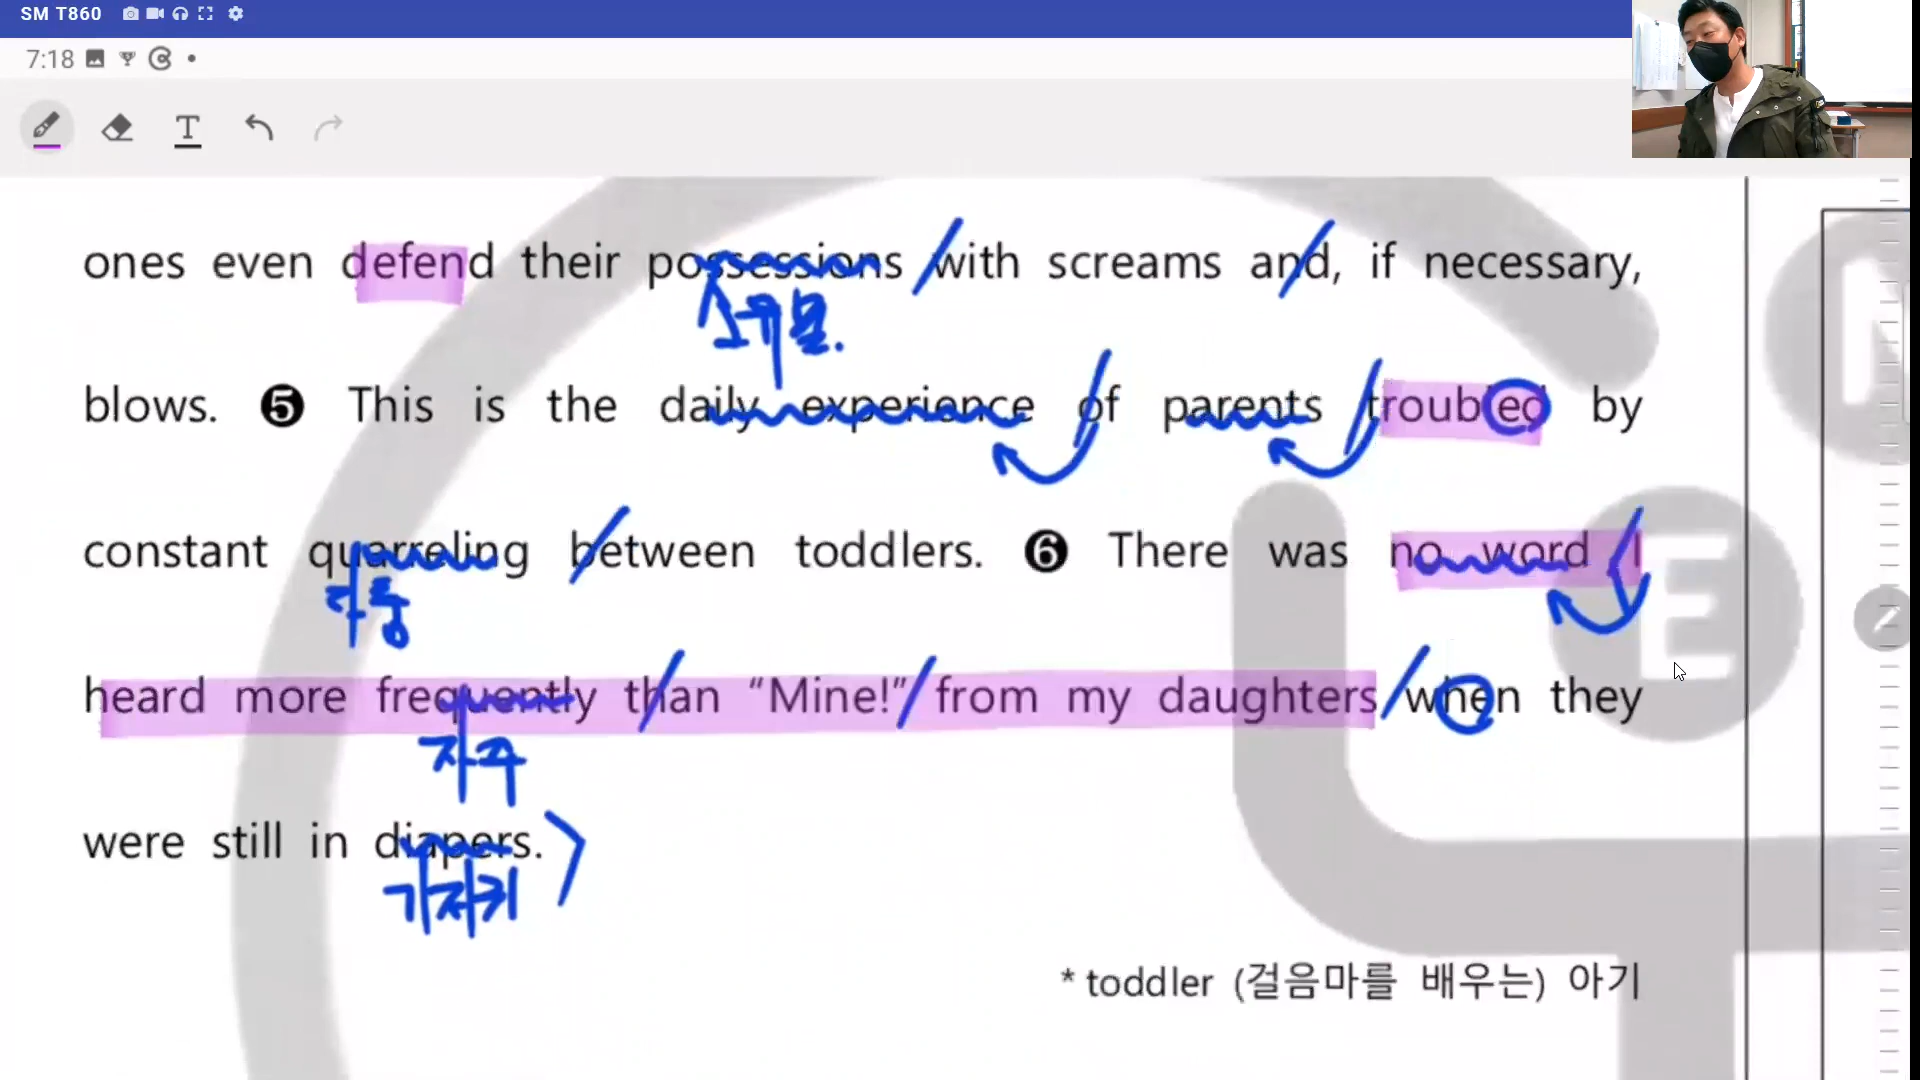 SM T860
7:18
ones even defend their possessions with screams and, if necessary,
소유물.
blows. ❺ This is the daily experience of parents troubled by
constant quarreling between toddlers. ❻ There was no word I
다툼
heard more frequently than “Mine!” from my daughters when they
자주
were still in diapers.
기저귀
* toddler (걸음마를 배우는) 아기
E